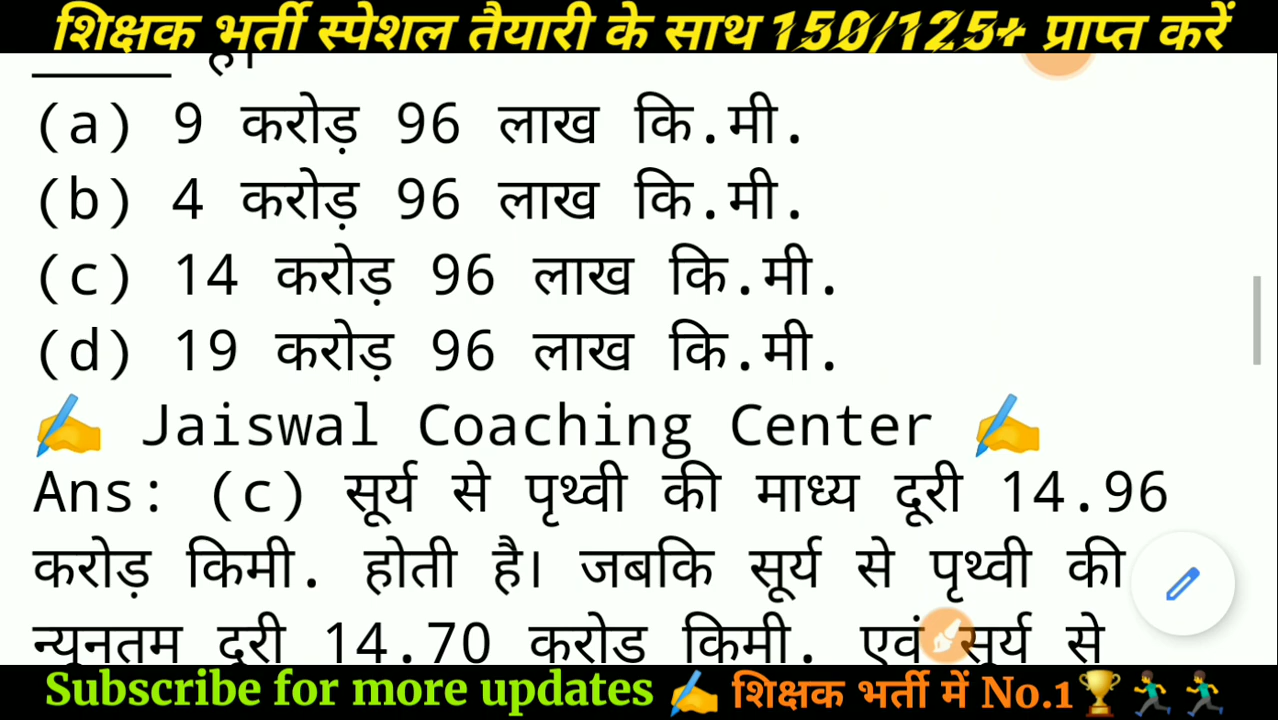 शिक्षक भर्ती स्पेशल तैयारी के साथ 150/125+ प्राप्त करें
है।
(a) 9 करोड़ 96 लाख कि.मी.
(b) 4 करोड़ 96 लाख कि.मी.
(c) 14 करोड़ 96 लाख कि.मी.
(d) 19 करोड़ 96 लाख कि.मी.
✍️ Jaiswal Coaching Center ✍️
Ans: (c) सूर्य से पृथ्वी की माध्य दूरी 14.96
करोड़ किमी. होती है। जबकि सूर्य से पृथ्वी की
न्यूनतम दूरी 14.70 करोड़ किमी. एवं सूर्य से
Subscribe for more updates ✍️ शिक्षक भर्ती में No.1🏆🏃‍♂️🏃‍♂️